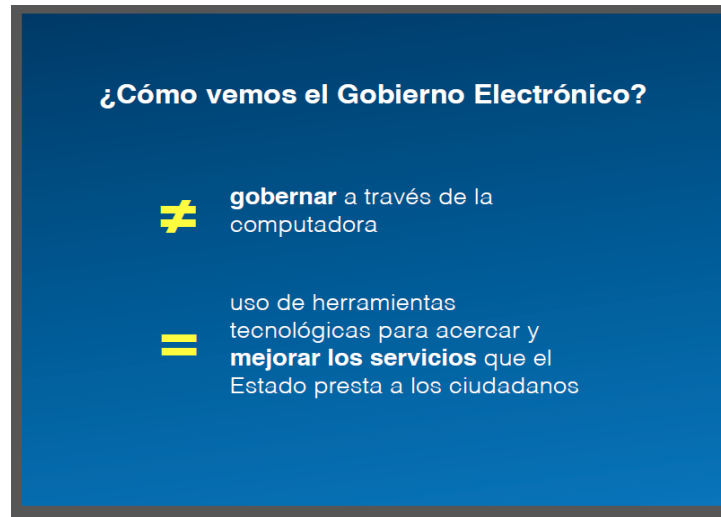 ¿Cómo vemos el Gobierno Electrónico?
≠ gobernar a través de la
computadora
uso de herramientas
tecnológicas para acercar y
= mejorar los servicios que el
Estado presta a los ciudadanos